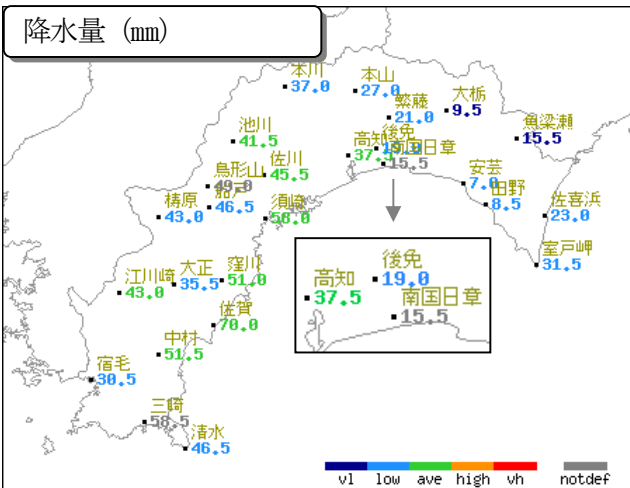 降水量 (mm)
本川
37.0
本山
27.0
繁藤
21.0
大栃
9.5
魚梁瀬
15.5
池川
41.5
高知
37.5
後免
19.0
南国日章
15.5
佐川
45.5
鳥形山
49.0
船戸
46.5
梼原
43.0
須崎
58.0
安芸
7.0
田野
8.5
佐喜浜
23.0
室戸岬
31.5
江川崎
43.0
大正
35.5
窪川
51.0
佐賀
70.0
後免
19.0
高知
37.5
南国日章
15.5
中村
51.5
宿毛
30.5
三崎
58.5
清水
46.5
vl low ave high vh notdef